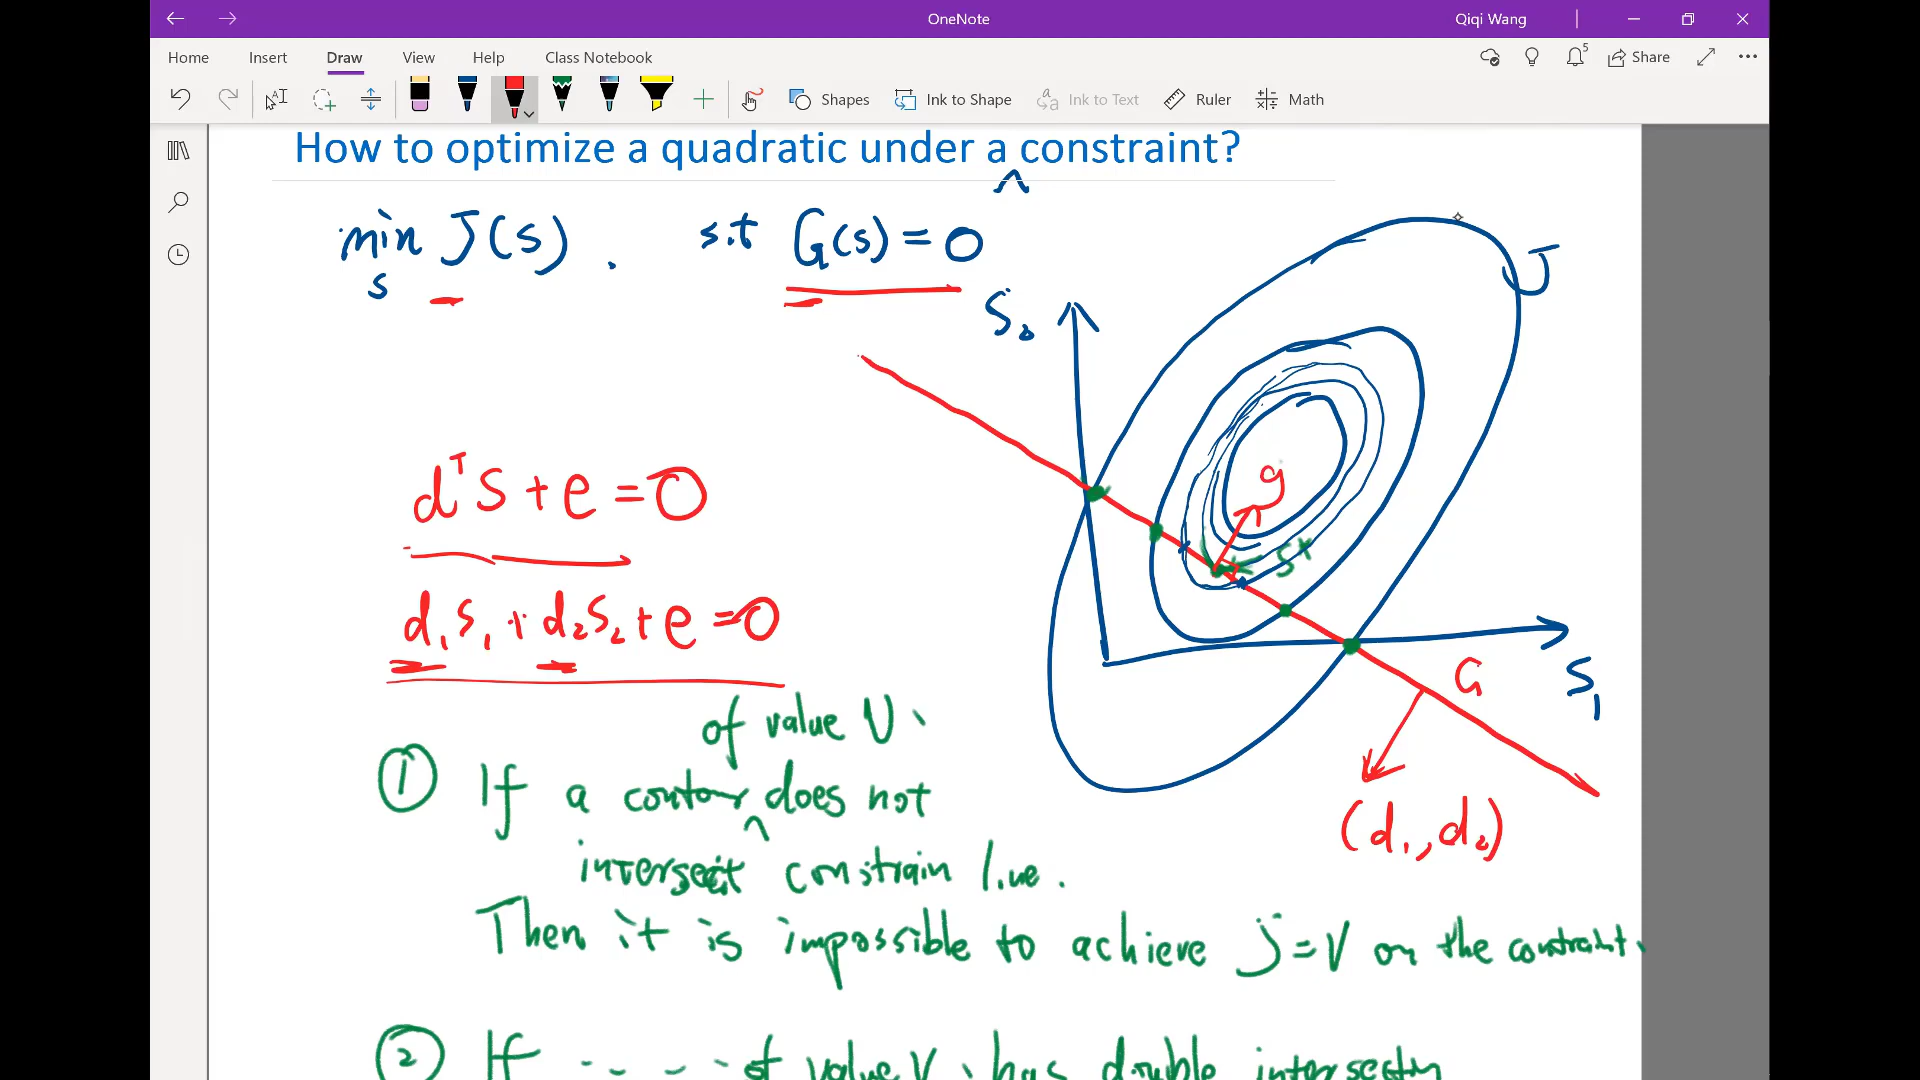 OneNote
Qiqi Wang
Home Insert Draw View Help Class Notebook
5
Share
Shapes Ink to Shape Ink to Text Ruler Math
How to optimize a quadratic under a constraint?
^
min J(s) . s.t G(s) = 0
s
S₂
J
dᵀs + e = 0
g
s*
d₁s₁ + d₂s₂ + e = 0
G
S₁
(d₁, d₂)
of value V.
① If a contour does not
^
intersect constrain line.
Then it is impossible to achieve J = V on the constraint.
② If - - - - of value V. has double intersectn